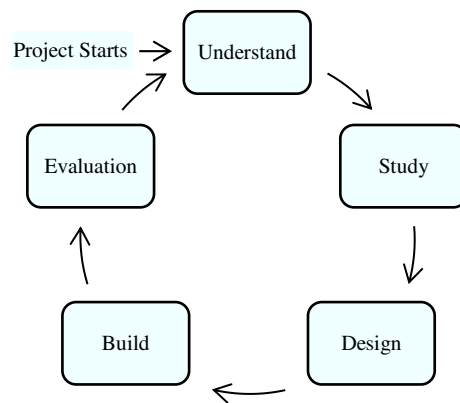 Project Starts
Understand
Study
Design
Build
Evaluation